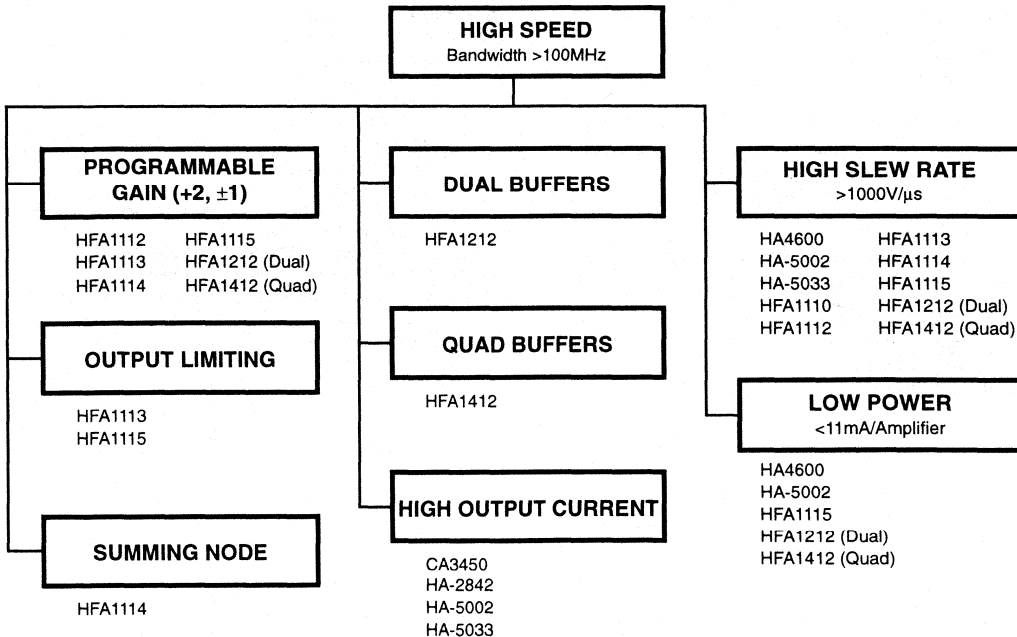 HIGH SPEED
Bandwidth >100MHz
PROGRAMMABLE
GAIN (+2, ±1)
HFA1112 HFA1115
HFA1113 HFA1212 (Dual)
HFA1114 HFA1412 (Quad)
OUTPUT LIMITING
HFA1113
HFA1115
SUMMING NODE
HFA1114
DUAL BUFFERS
HFA1212
QUAD BUFFERS
HFA1412
HIGH OUTPUT CURRENT
CA3450
HA-2842
HA-5002
HA-5033
HIGH SLEW RATE
>1000V/µs
HA4600 HFA1113
HA-5002 HFA1114
HA-5033 HFA1115
HFA1110 HFA1212 (Dual)
HFA1112 HFA1412 (Quad)
LOW POWER
<11mA/Amplifier
HA4600
HA-5002
HFA1115
HFA1212 (Dual)
HFA1412 (Quad)